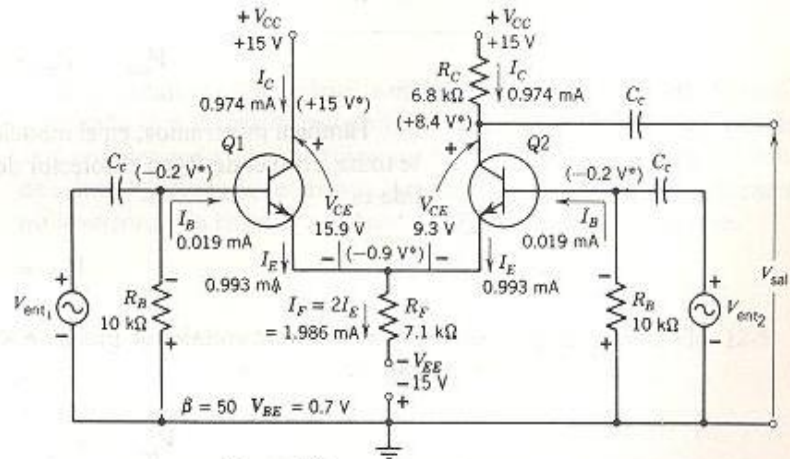 + V_CC
+15 V
+ V_CC
+15 V
I_C
0.974 mA
(+15 V°)
R_C
6.8 kΩ
I_C
0.974 mA
(+8.4 V°)
C_c
Q1
Q2
C_c
(−0.2 V°)
(−0.2 V°)
C_c
I_B
0.019 mA
V_CE
15.9 V
V_CE
9.3 V
I_B
0.019 mA
I_E
0.993 mA
(−0.9 V°)
I_E
0.993 mA
V_sal
V_ent1
R_B
10 kΩ
I_F = 2I_E
= 1.986 mA
R_F
7.1 kΩ
R_B
10 kΩ
V_ent2
− V_EE
−15 V
β = 50 V_BE = 0.7 V